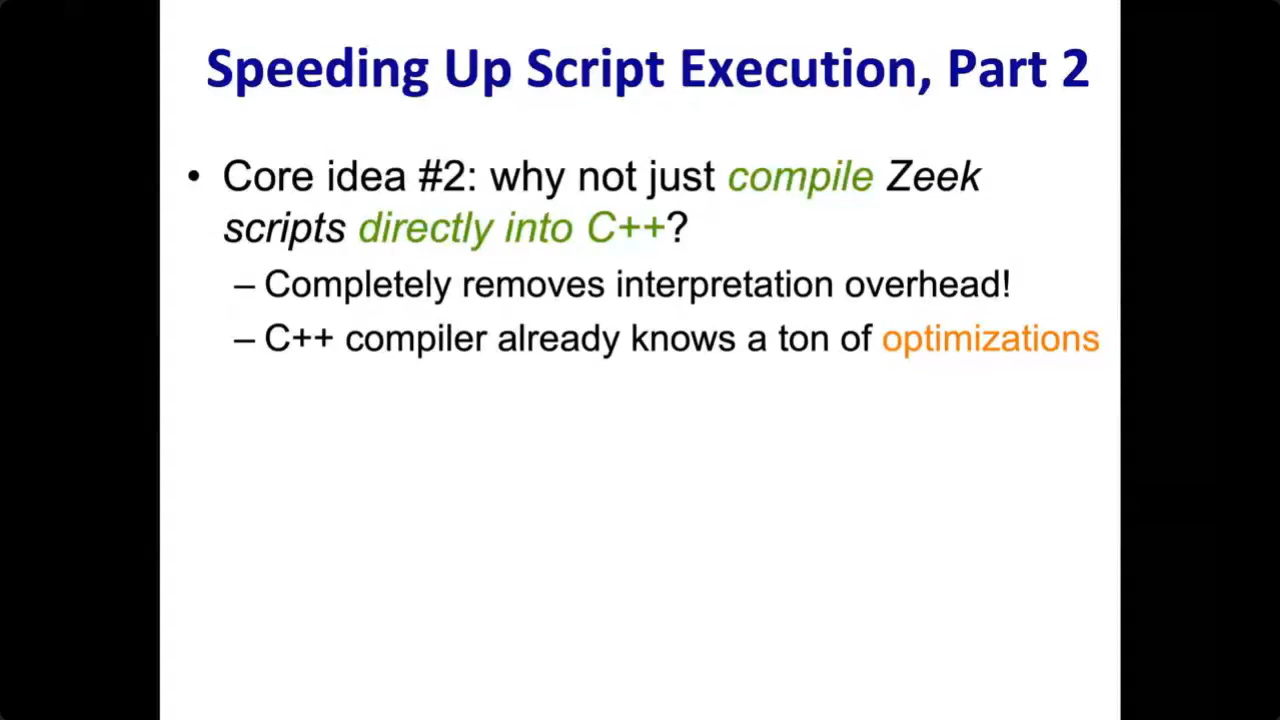 Speeding Up Script Execution, Part 2
• Core idea #2: why not just compile Zeek
scripts directly into C++?
– Completely removes interpretation overhead!
– C++ compiler already knows a ton of optimizations